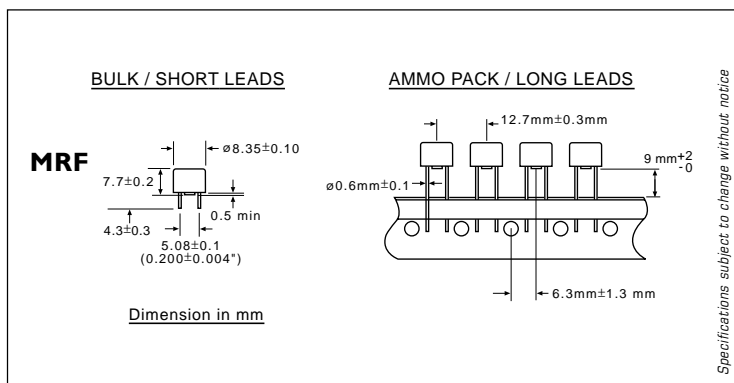 BULK / SHORT LEADS
MRF
ø8.35±0.10
7.7±0.2
0.5 min
4.3±0.3
5.08±0.1
(0.200±0.004")
Dimension in mm
AMMO PACK / LONG LEADS
12.7mm±0.3mm
9 mm+2
-0
ø0.6mm±0.1
6.3mm±1.3 mm
Specifications subject to change without notice